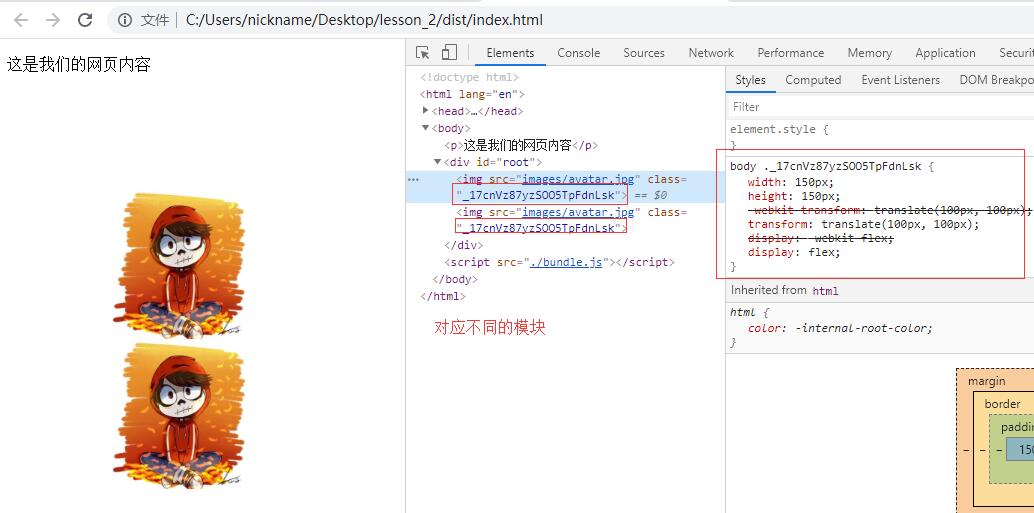 文件 C:/Users/nickname/Desktop/lesson_2/dist/index.html
这是我们的网页内容
Elements Console Sources Network Performance Memory Application Securi
<!doctype html>
<html lang="en">
<head>…</head>
<body>
<p>这是我们的网页内容</p>
<div id="root">
<img src="images/avatar.jpg" class=
"_17cnVz87yzSOO5TpFdnLsk"> == $0
<img src="images/avatar.jpg" class=
"_17cnVz87yzSOO5TpFdnLsk">
</div>
<script src="./bundle.js"></script>
</body>
</html>
对应不同的模块
Styles Computed Event Listeners DOM Breakpo
Filter
element.style {
}
body ._17cnVz87yzSOO5TpFdnLsk {
width: 150px;
height: 150px;
-webkit-transform: translate(100px, 100px);
transform: translate(100px, 100px);
display: -webkit-flex;
display: flex;
}
Inherited from html
html {
color: -internal-root-color;
}
margin
border
paddin
– – – 150